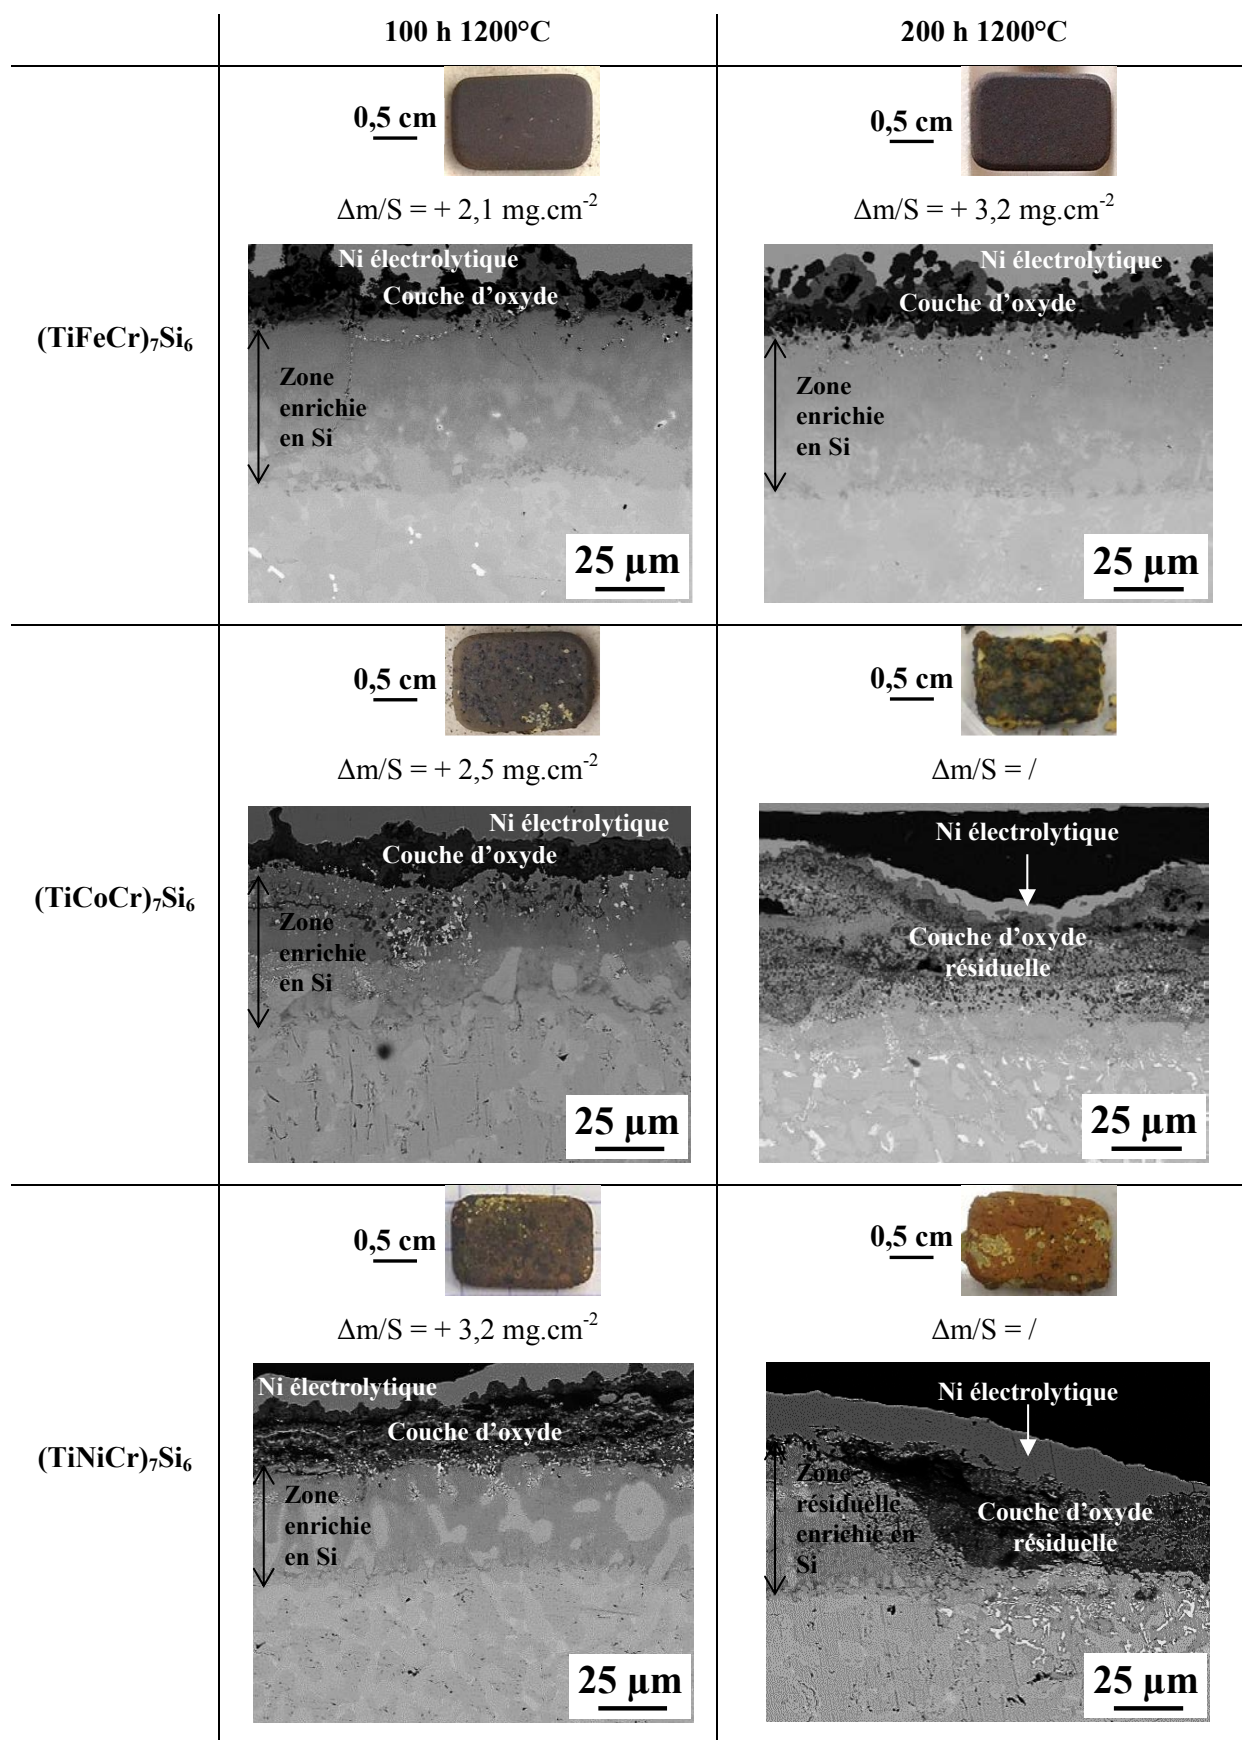 100 h 1200°C
200 h 1200°C
(TiFeCr)₇Si₆
0,5 cm
Δm/S = + 2,1 mg.cm⁻²
Ni électrolytique
Couche d'oxyde
Zone
enrichie
en Si
25 µm
0,5 cm
Δm/S = + 3,2 mg.cm⁻²
Ni électrolytique
Couche d'oxyde
Zone
enrichie
en Si
25 µm
(TiCoCr)₇Si₆
0,5 cm
Δm/S = + 2,5 mg.cm⁻²
Ni électrolytique
Couche d'oxyde
Zone
enrichie
en Si
25 µm
0,5 cm
Δm/S = /
Ni électrolytique
Couche d'oxyde
résiduelle
25 µm
(TiNiCr)₇Si₆
0,5 cm
Δm/S = + 3,2 mg.cm⁻²
Ni électrolytique
Couche d'oxyde
Zone
enrichie
en Si
25 µm
0,5 cm
Δm/S = /
Ni électrolytique
Zone
résiduelle
enrichie en
Si
Couche d'oxyde
résiduelle
25 µm